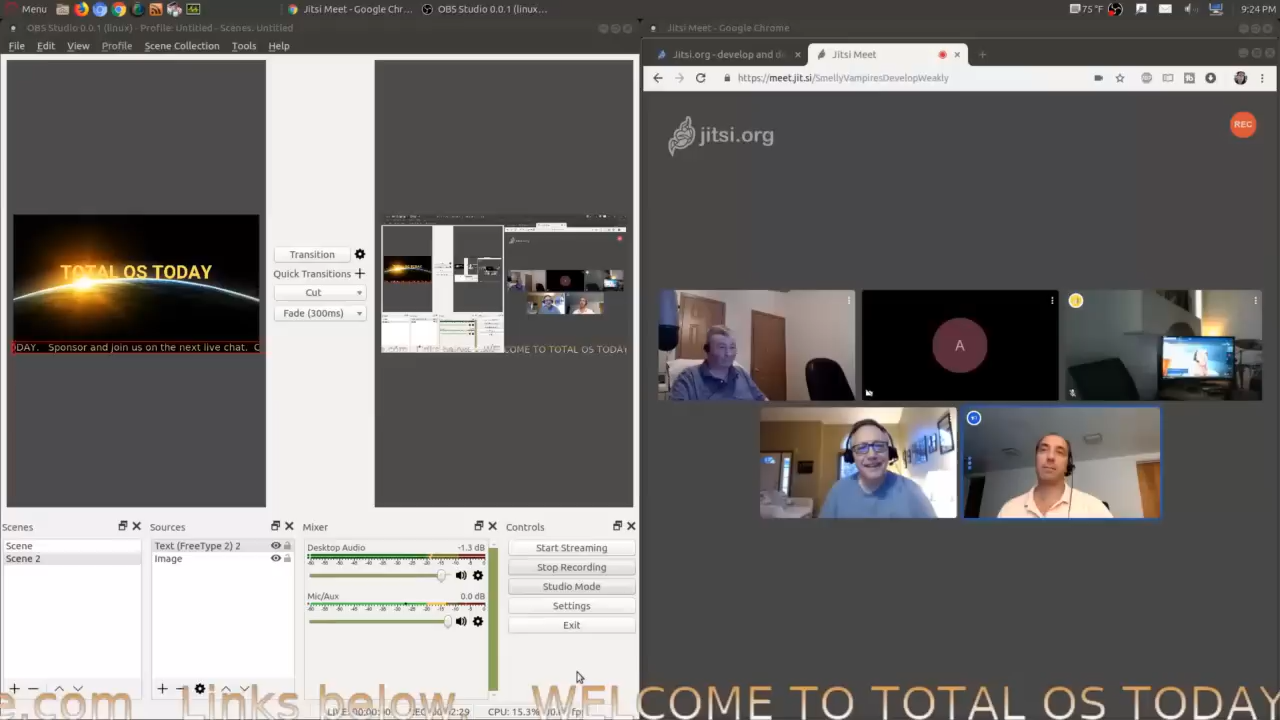 Menu
Jitsi Meet - Google Chr...
OBS Studio 0.0.1 (linux...
75 °F
9:24 PM
OBS Studio 0.0.1 (linux) - Profile: Untitled - Scenes: Untitled
File Edit View Profile Scene Collection Tools Help
TOTAL OS TODAY
ODAY. Sponsor and join us on the next live chat. C
Transition
Quick Transitions
Cut
Fade (300ms)
COME TO TOTAL OS TODAY
Scenes
Scene
Scene 2
Sources
Text (FreeType 2) 2
Image
Mixer
Desktop Audio -1.3 dB
Mic/Aux 0.0 dB
Controls
Start Streaming
Stop Recording
Studio Mode
Settings
Exit
CPU: 15.3%
Jitsi Meet - Google Chrome
Jitsi.org - develop and de
Jitsi Meet
https://meet.jit.si/SmellyVampiresDevelopWeakly
jitsi.org
REC
A
e.com Links below. WELCOME TO TOTAL OS TODAY